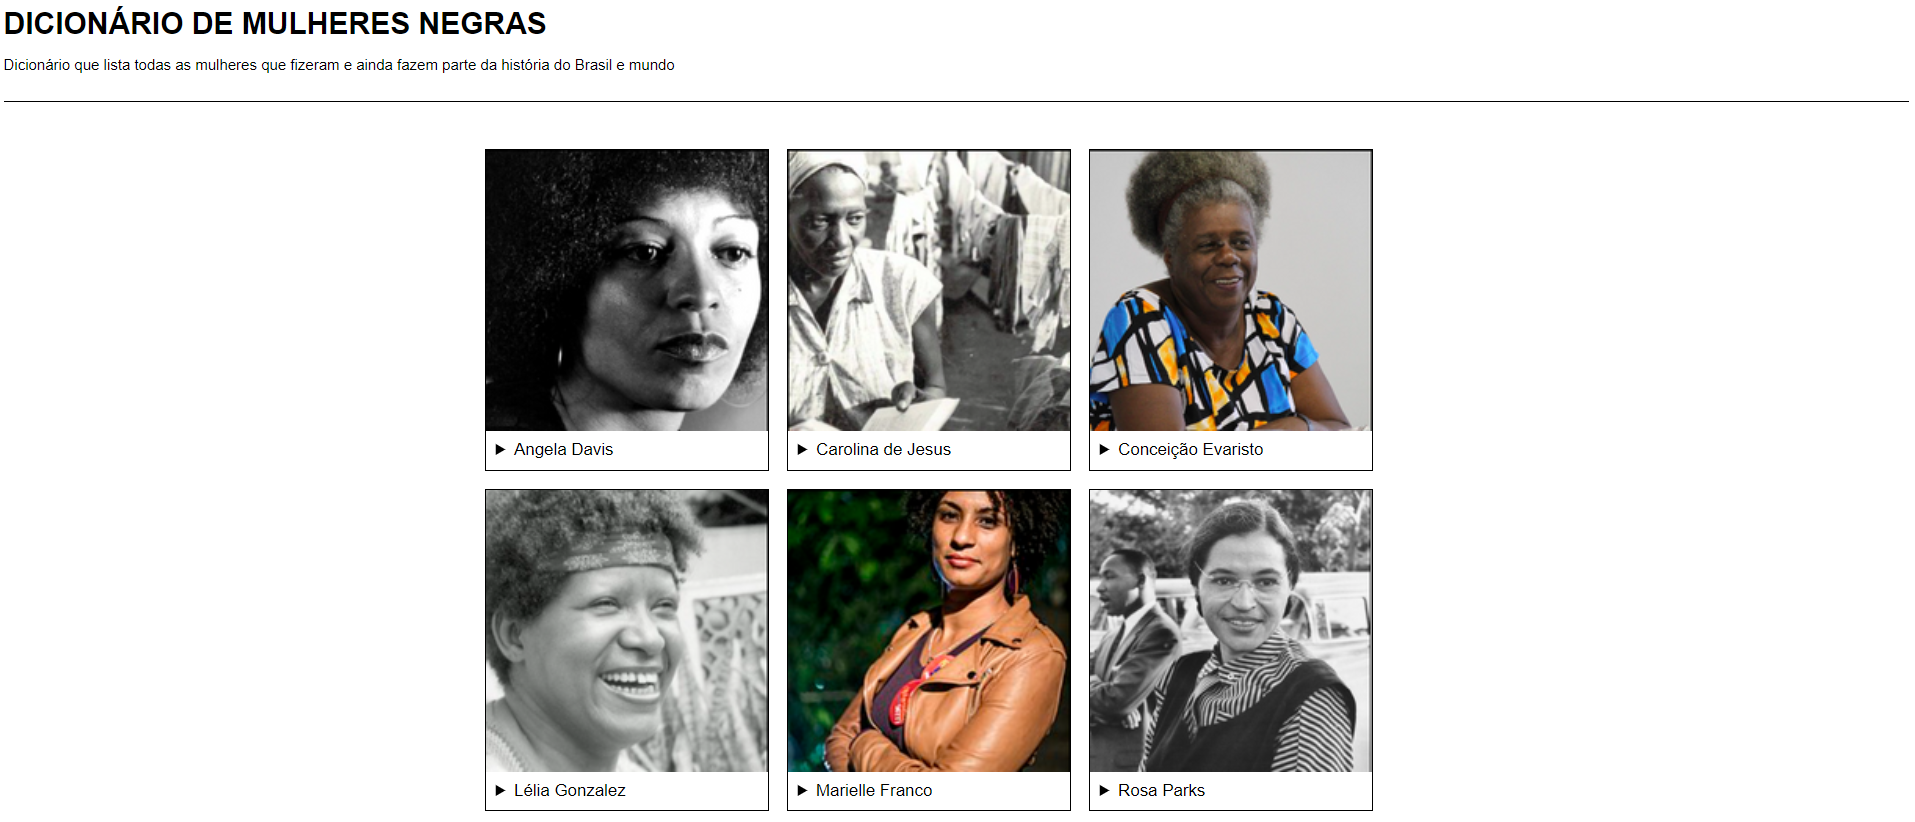 DICIONÁRIO DE MULHERES NEGRAS
Dicionário que lista todas as mulheres que fizeram e ainda fazem parte da história do Brasil e mundo
Angela Davis
Carolina de Jesus
Conceição Evaristo
Lélia Gonzalez
Marielle Franco
Rosa Parks